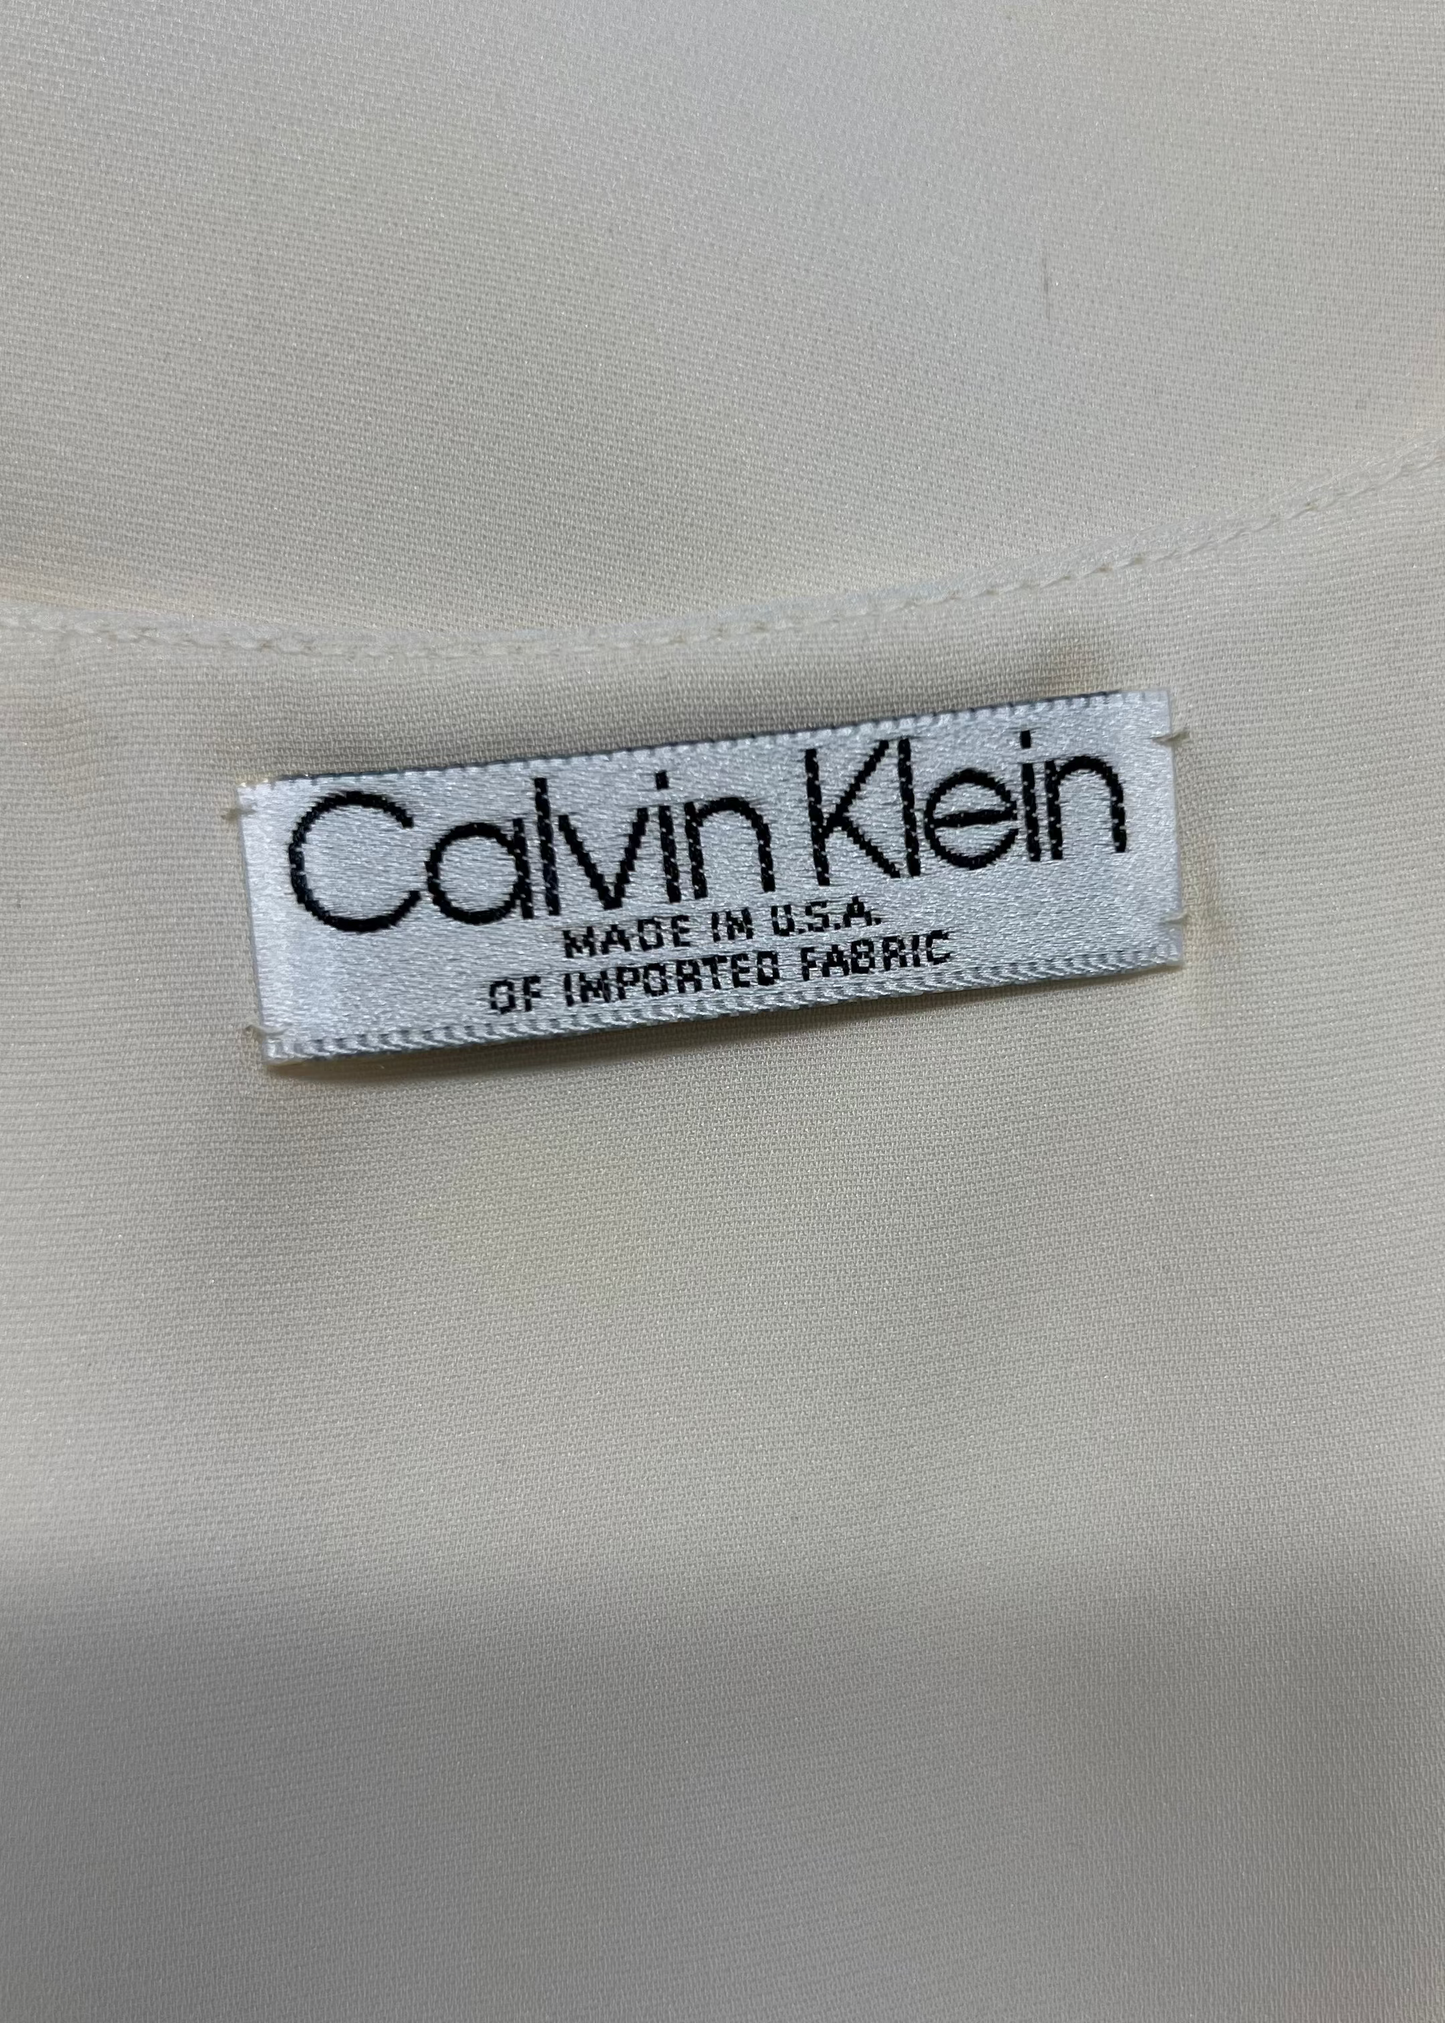 Calvin Klein
MADE IN U.S.A.
OF IMPORTED FABRIC